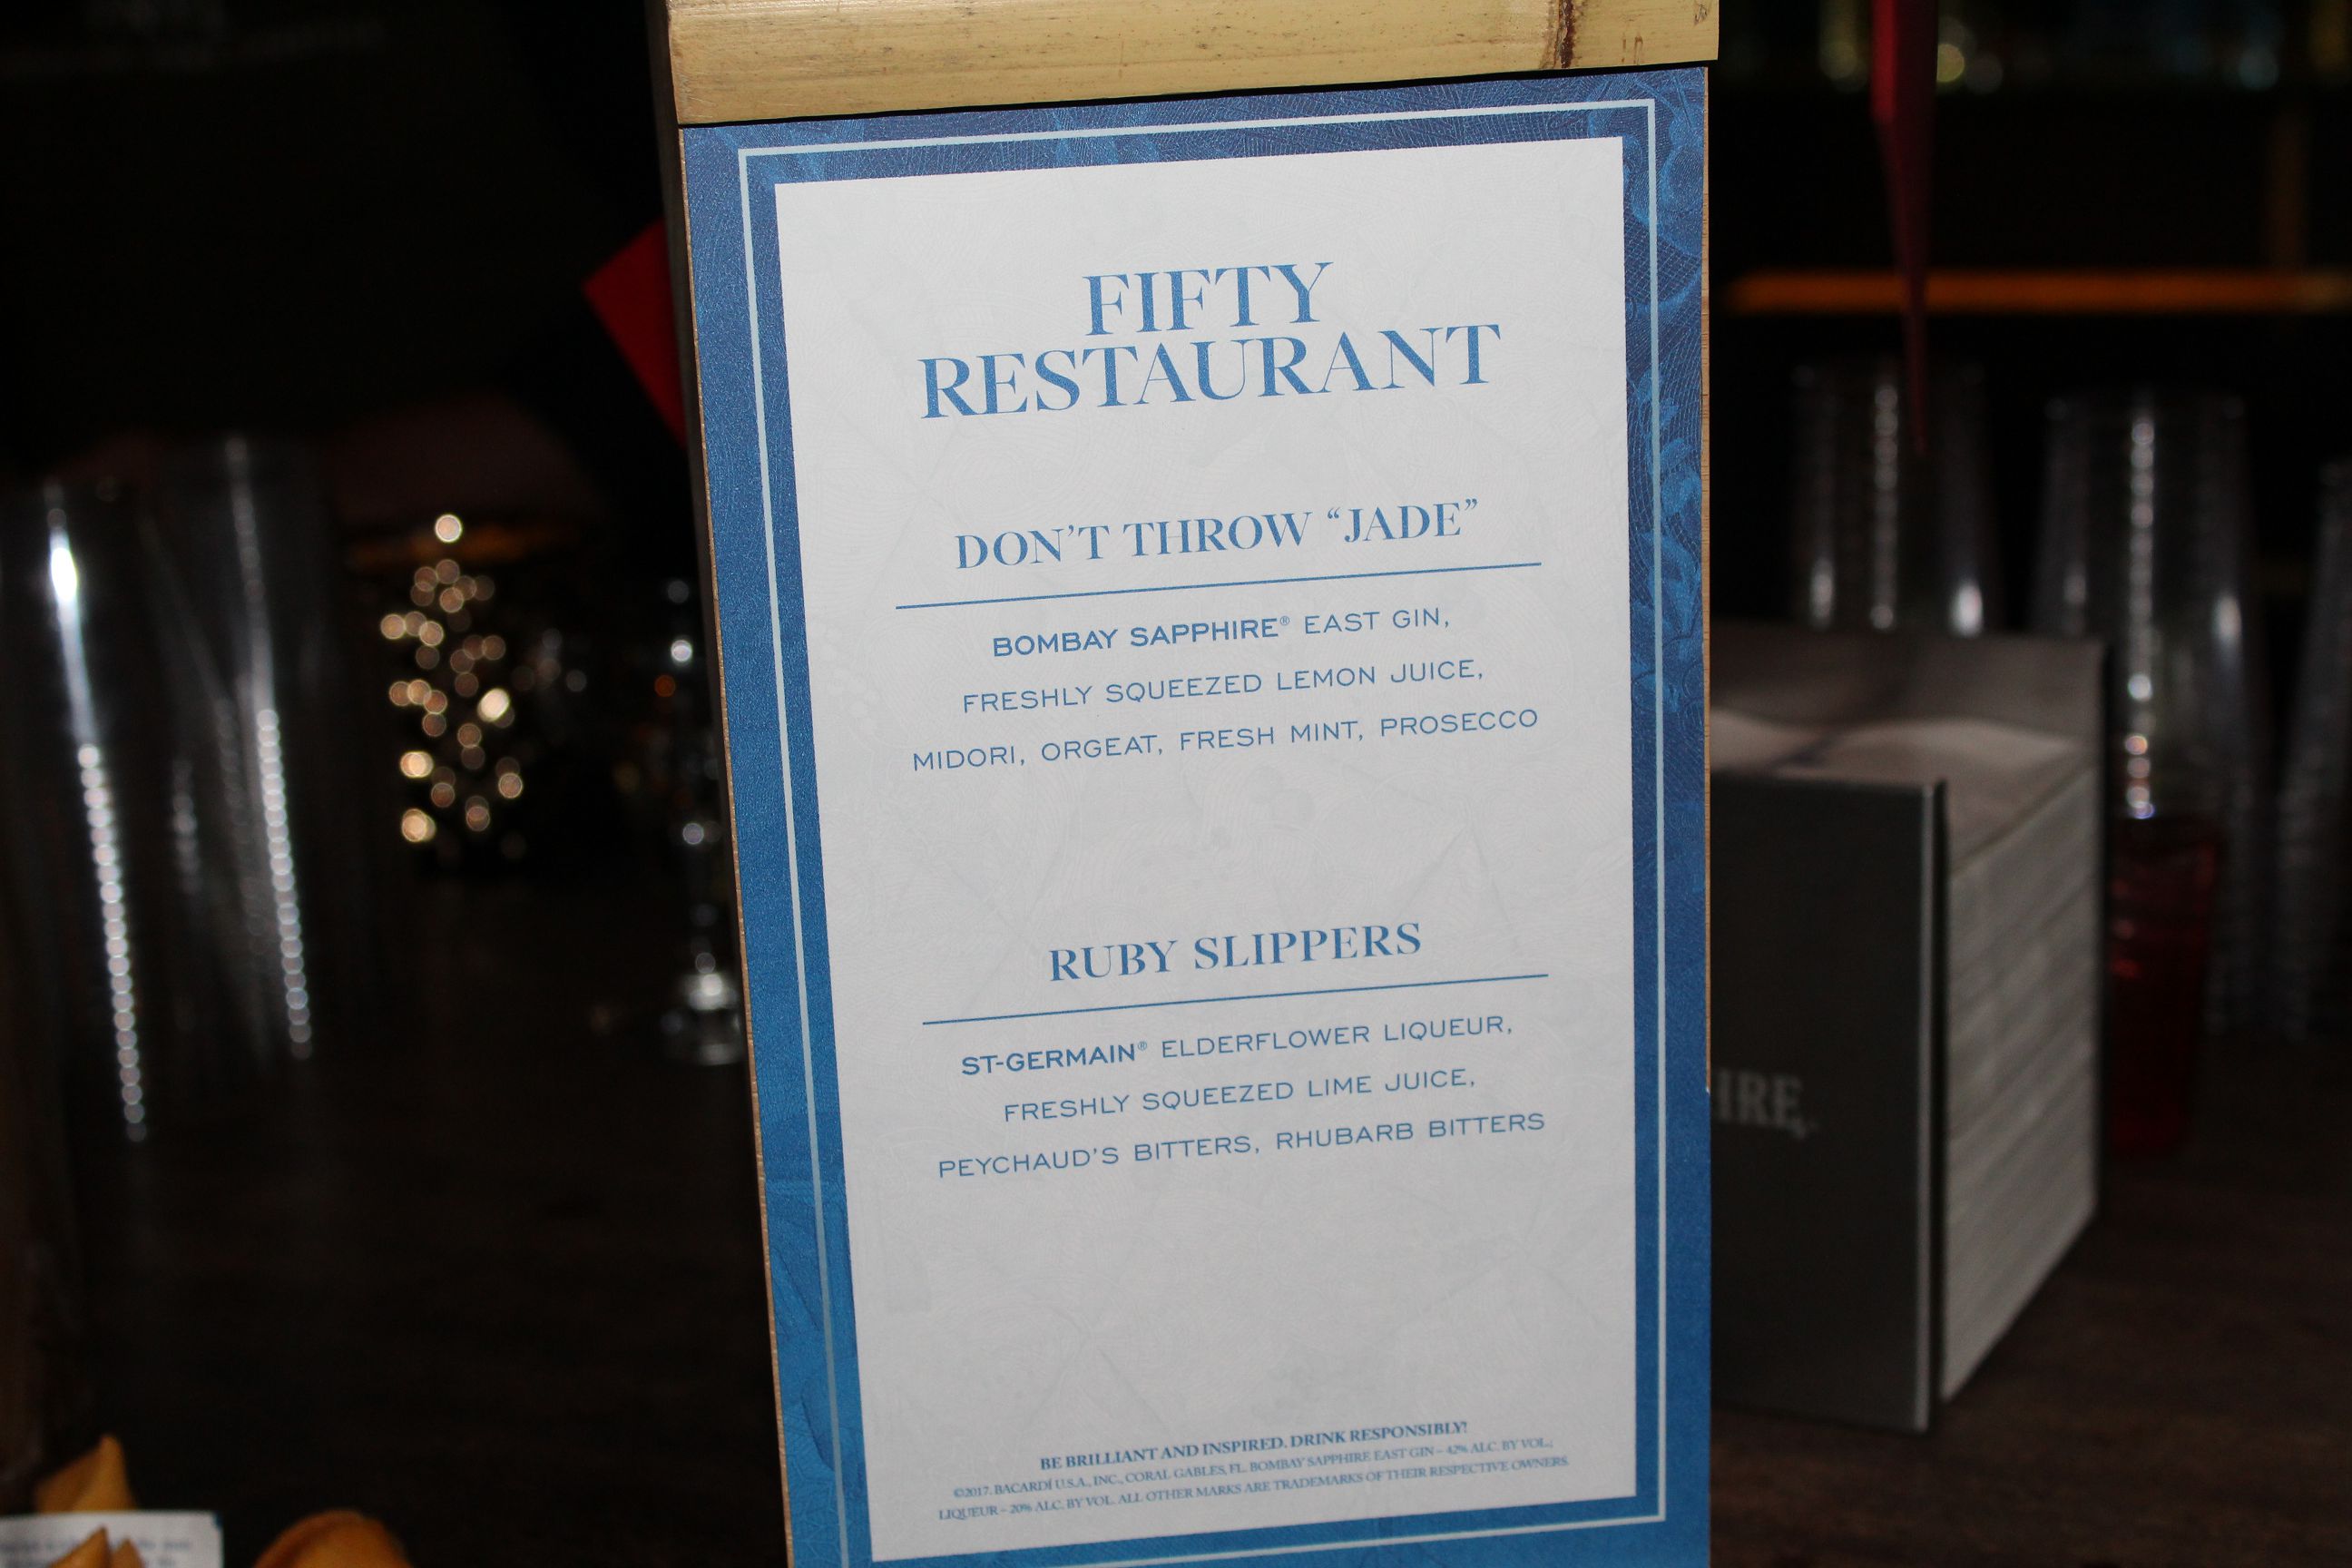 FIFTY
RESTAURANT
DON'T THROW “JADE”
BOMBAY SAPPHIRE® EAST GIN,
FRESHLY SQUEEZED LEMON JUICE,
MIDORI, ORGEAT, FRESH MINT, PROSECCO
RUBY SLIPPERS
ST-GERMAIN® ELDERFLOWER LIQUEUR,
FRESHLY SQUEEZED LIME JUICE,
PEYCHAUD'S BITTERS, RHUBARB BITTERS
BE BRILLIANT AND INSPIRED. DRINK RESPONSIBLY!
©2017. BACARDÍ U.S.A., INC., CORAL GABLES, FL. BOMBAY SAPPHIRE EAST GIN – 42% ALC. BY VOL.;
LIQUEUR – 20% ALC. BY VOL. ALL OTHER MARKS ARE TRADEMARKS OF THEIR RESPECTIVE OWNERS.
IRE